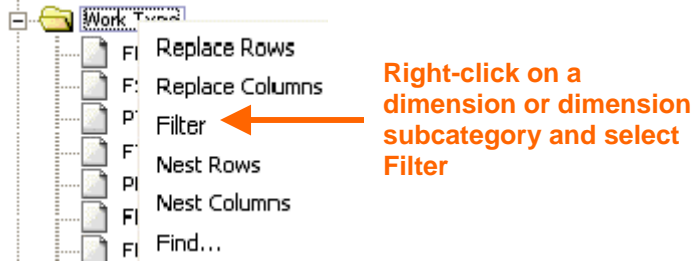 Work Type
Replace Rows
Replace Columns
Filter
Nest Rows
Nest Columns
Find...
Right-click on a
dimension or dimension
subcategory and select
Filter